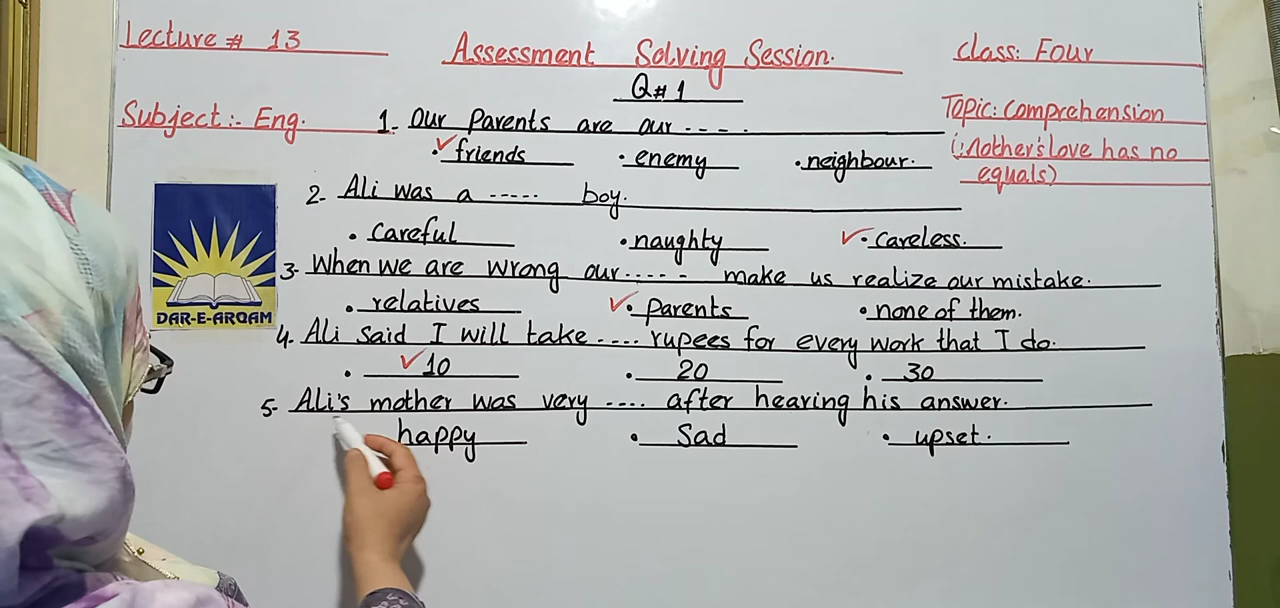 Lecture # 13
Assessment Solving Session.
Class: Four
Q#1
Subject:- Eng.
Topic: Comprehension
(Mother's love has no
equals)
1- Our Parents are our ----.
✓• friends • enemy • neighbour.
2- Ali was a ----- boy.
• Careful • naughty ✓• Careless.
3- When we are wrong our ----- make us realize our mistake.
• relatives ✓• Parents • none of them.
4. Ali said I will take .... rupees for every work that I do.
• ✓10 • 20 • 30
5- Ali's mother was very .... after hearing his answer.
happy • Sad • upset.
DAR-E-ARQAM